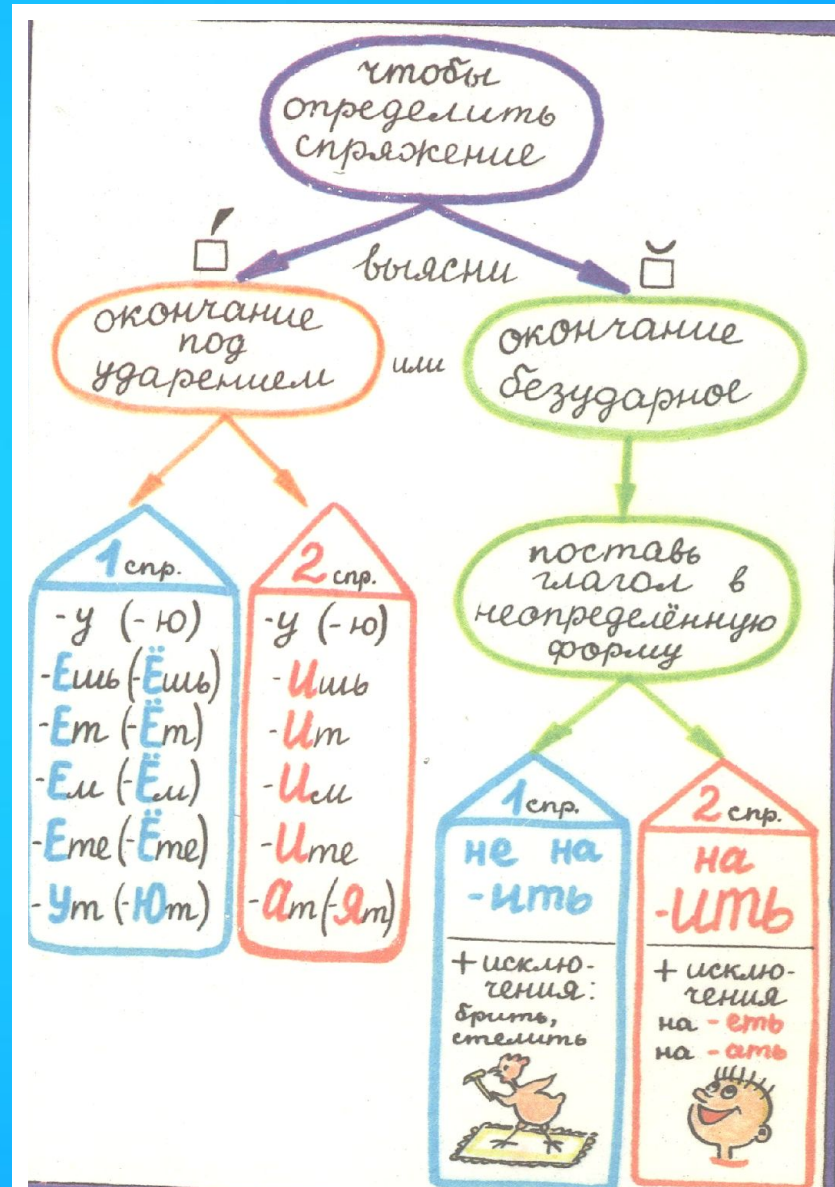 чтобы
определить
спряжение
выясни
окончание
под
ударением
или
окончание
безударное
1 спр.
-у (-ю)
-Ешь (-Ёшь)
-Ет (-Ёт)
-Ем (-Ём)
-Ете (-Ёте)
-Ут (-Ют)
2 спр.
-у (-ю)
-Ишь
-Ит
-Им
-Ите
-Ат (-Ят)
поставь
глагол в
неопределённую
форму
1 спр.
не на
-ить
+ исклю-
чения:
брить,
стелить
2 спр.
на
-ить
+ исклю-
чения
на -еть
на -ать